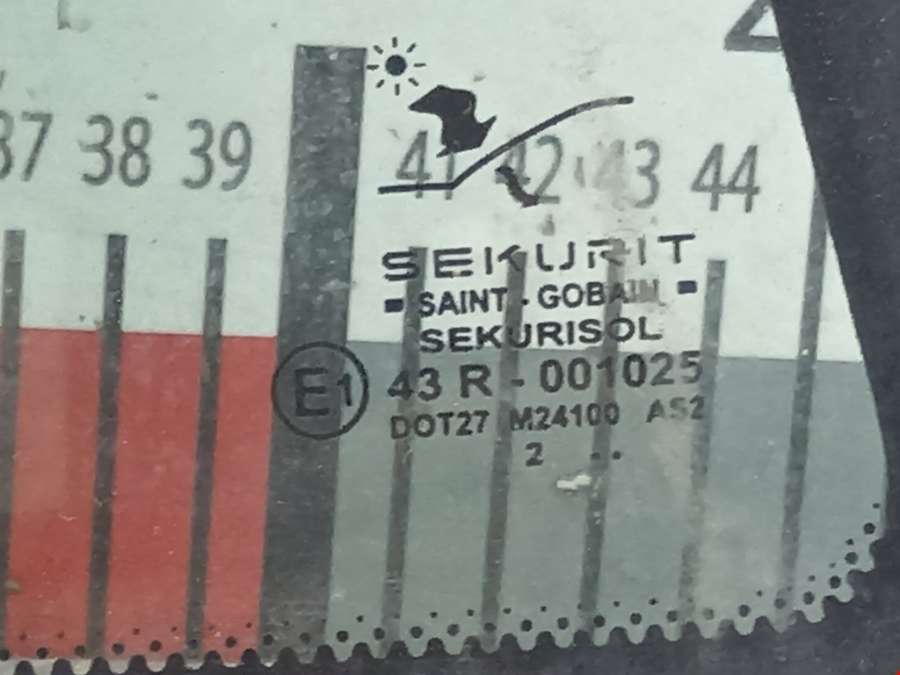 37 38 39 41 42 43 44
SEKURIT
SAINT-GOBAIN
SEKURISOL
E1 43 R - 001025
DOT27 M24100 AS2
2 ..